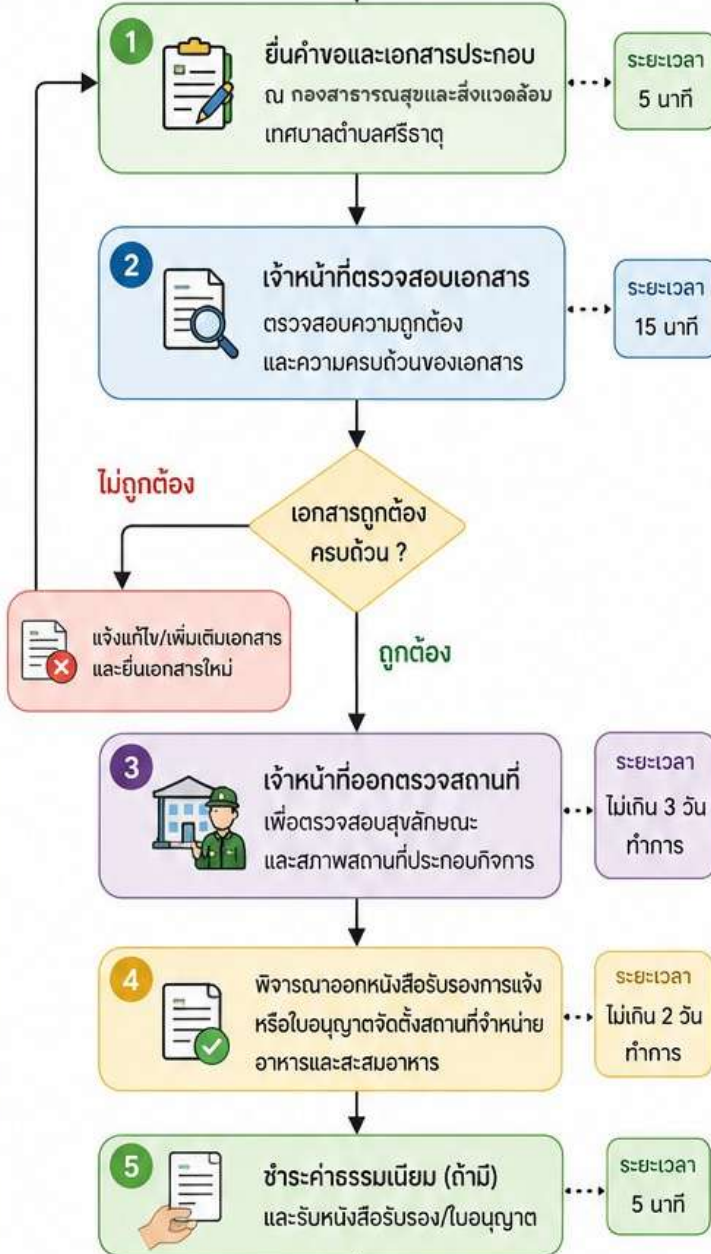 1
ยื่นคำขอและเอกสารประกอบ
ณ กองสาธารณสุขและสิ่งแวดล้อม
เทศบาลตำบลศรีธาตุ
ระยะเวลา
5 นาที
2
เจ้าหน้าที่ตรวจสอบเอกสาร
ตรวจสอบความถูกต้อง
และความครบถ้วนของเอกสาร
ระยะเวลา
15 นาที
เอกสารถูกต้อง
ครบถ้วน ?
ไม่ถูกต้อง
แจ้งแก้ไข/เพิ่มเติมเอกสาร
และยื่นเอกสารใหม่
ถูกต้อง
3
เจ้าหน้าที่ออกตรวจสถานที่
เพื่อตรวจสอบสุขลักษณะ
และสภาพสถานที่ประกอบกิจการ
ระยะเวลา
ไม่เกิน 3 วัน
ทำการ
4
พิจารณาออกหนังสือรับรองการแจ้ง
หรือใบอนุญาตจัดตั้งสถานที่จำหน่าย
อาหารและสะสมอาหาร
ระยะเวลา
ไม่เกิน 2 วัน
ทำการ
5
ชำระค่าธรรมเนียม (ถ้ามี)
และรับหนังสือรับรอง/ใบอนุญาต
ระยะเวลา
5 นาที